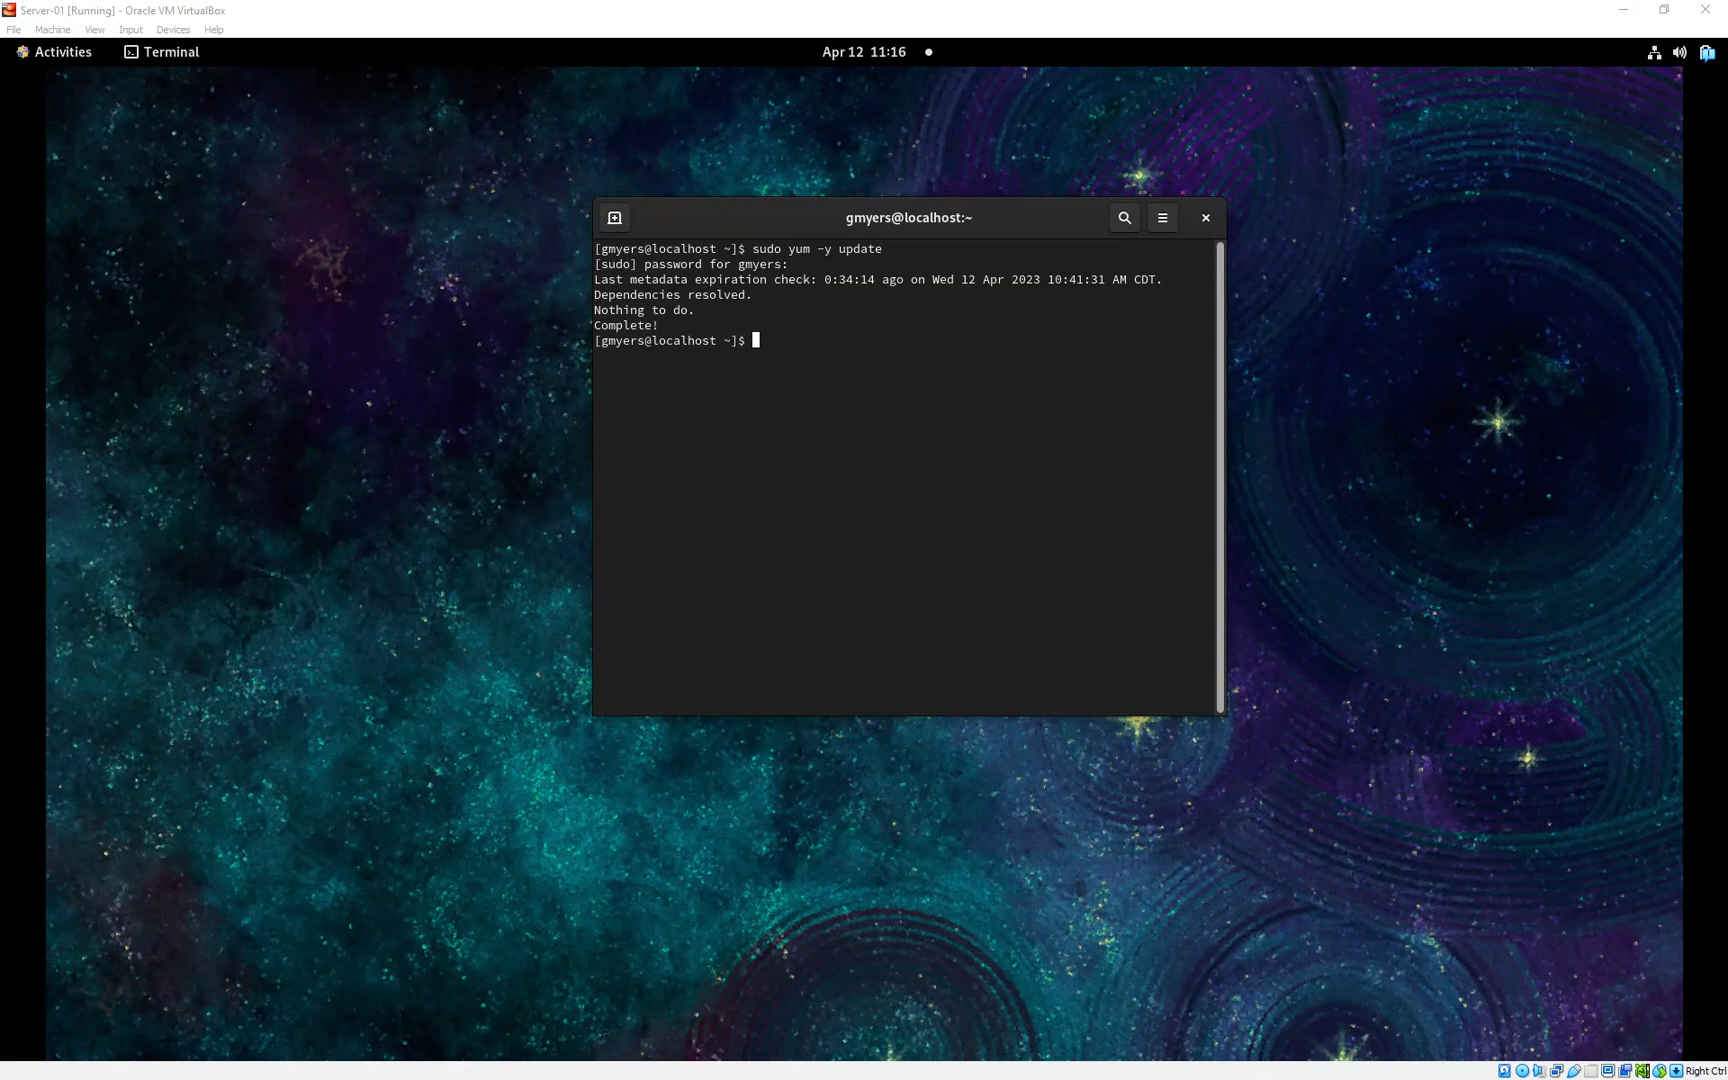 Server-01 [Running] - Oracle VM VirtualBox
File Machine View Input Devices Help
Activities Terminal Apr 12 11:16
gmyers@localhost:~
[gmyers@localhost ~]$ sudo yum -y update
[sudo] password for gmyers:
Last metadata expiration check: 0:34:14 ago on Wed 12 Apr 2023 10:41:31 AM CDT.
Dependencies resolved.
Nothing to do.
Complete!
[gmyers@localhost ~]$
Right Ctrl